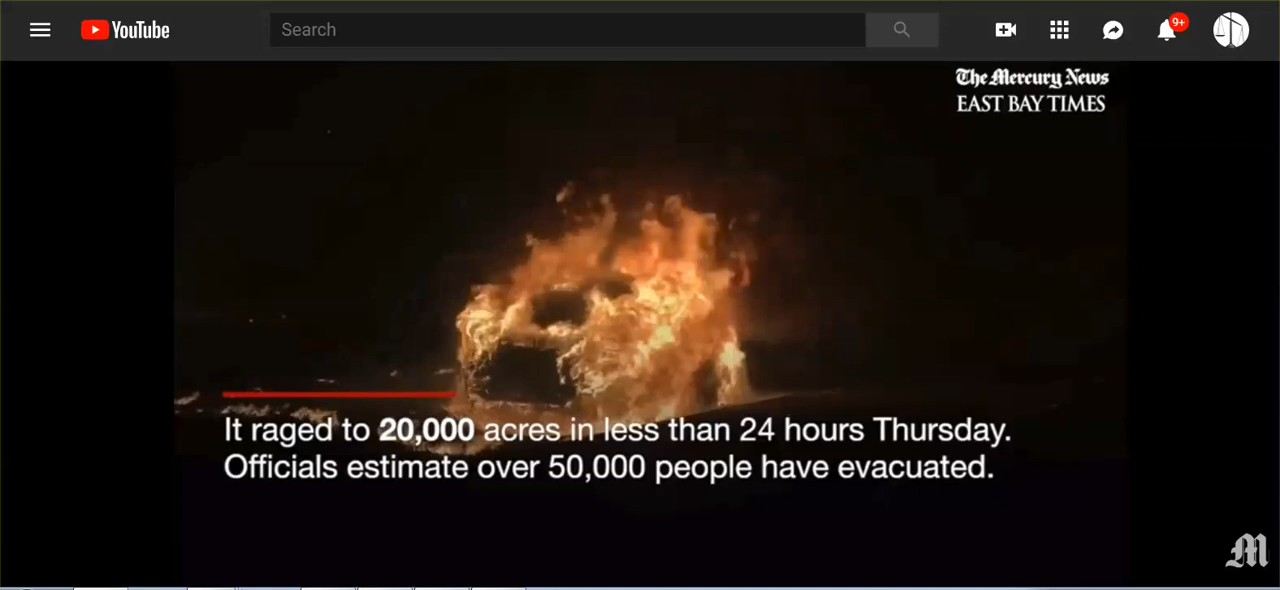 YouTube
Search
9+
The Mercury News
EAST BAY TIMES
It raged to 20,000 acres in less than 24 hours Thursday.
Officials estimate over 50,000 people have evacuated.
M